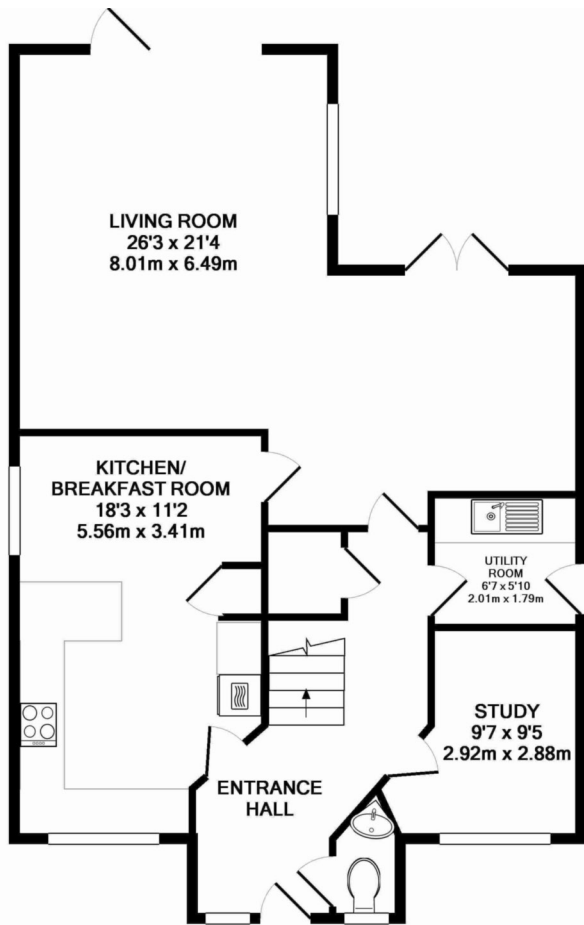 LIVING ROOM
26'3 x 21'4
8.01m x 6.49m
KITCHEN/
BREAKFAST ROOM
18'3 x 11'2
5.56m x 3.41m
UTILITY
ROOM
6'7 x 5'10
2.01m x 1.79m
STUDY
9'7 x 9'5
2.92m x 2.88m
ENTRANCE
HALL